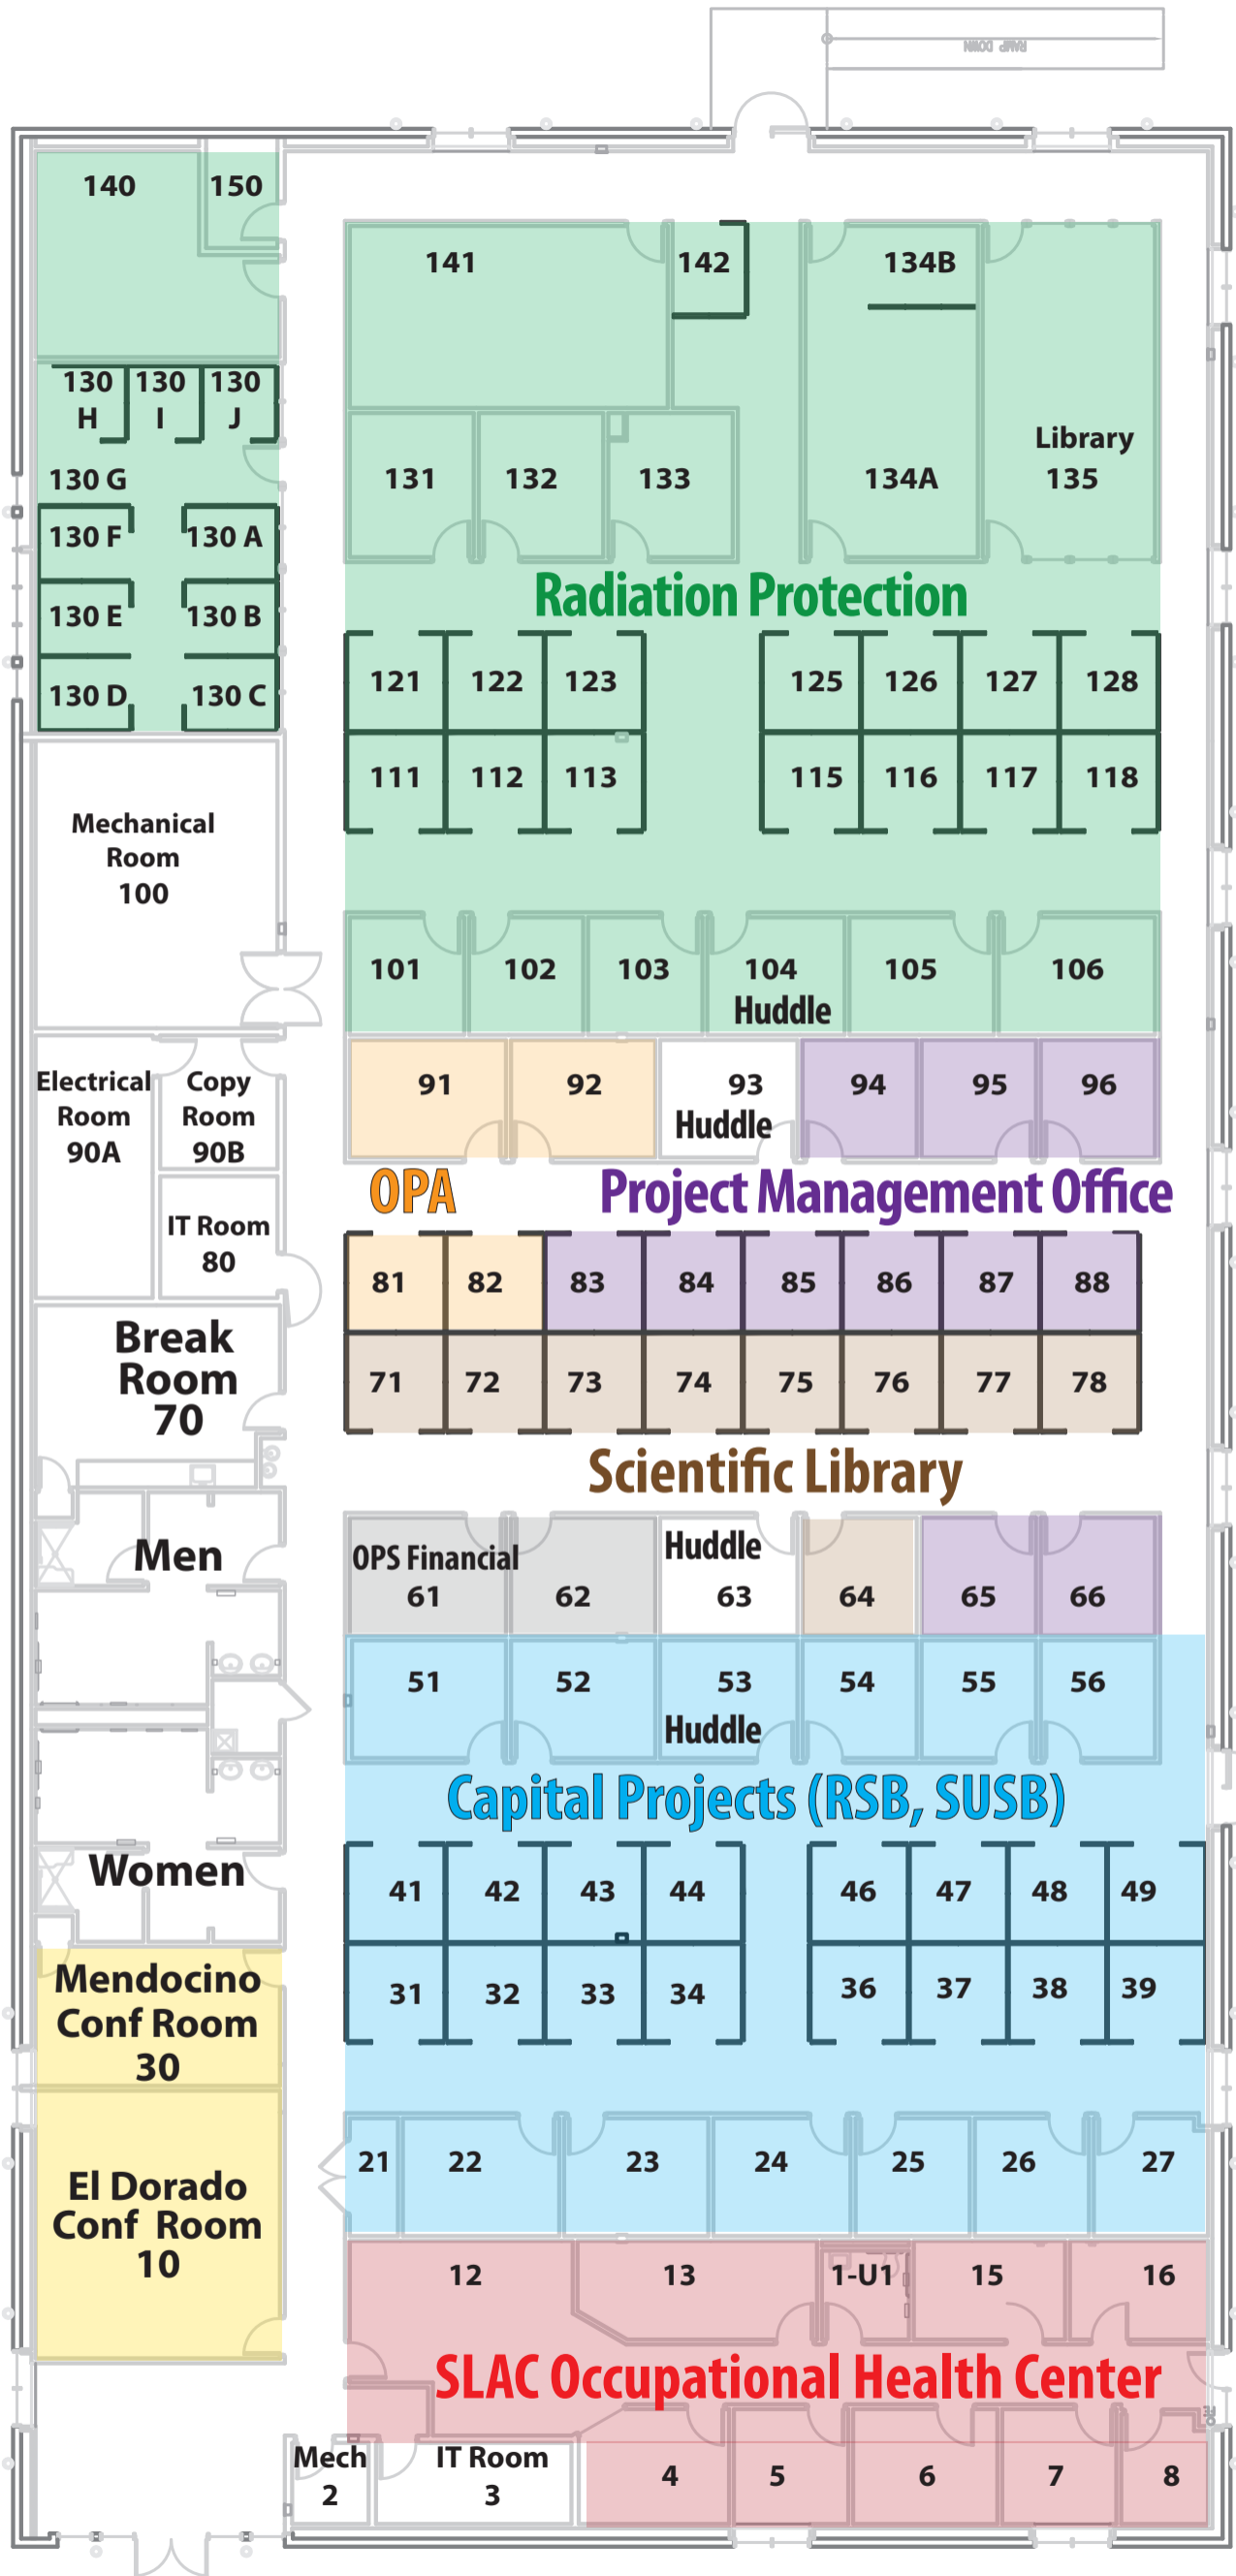 RAMP DOWN
140 150
141 142 134B
130 130 130
H I J
Library
130 G 131 132 133 134A 135
130 F 130 A
Radiation Protection
130 E 130 B
121 122 123 125 126 127 128
130 D 130 C
111 112 113 115 116 117 118
Mechanical
Room
100
101 102 103 104 105 106
Huddle
91 92 93 94 95 96
Huddle
Electrical
Room
90A
Copy
Room
90B
OPA Project Management Office
IT Room
80
81 82 83 84 85 86 87 88
Break
Room
70
71 72 73 74 75 76 77 78
Scientific Library
Men
OPS Financial Huddle
61 62 63 64 65 66
51 52 53 54 55 56
Huddle
Capital Projects (RSB, SUSB)
Women
41 42 43 44 46 47 48 49
31 32 33 34 36 37 38 39
Mendocino
Conf Room
30
21 22 23 24 25 26 27
El Dorado
Conf Room
10
12 13 1-U1 15 16
SLAC Occupational Health Center
Mech
2
IT Room
3
4 5 6 7 8